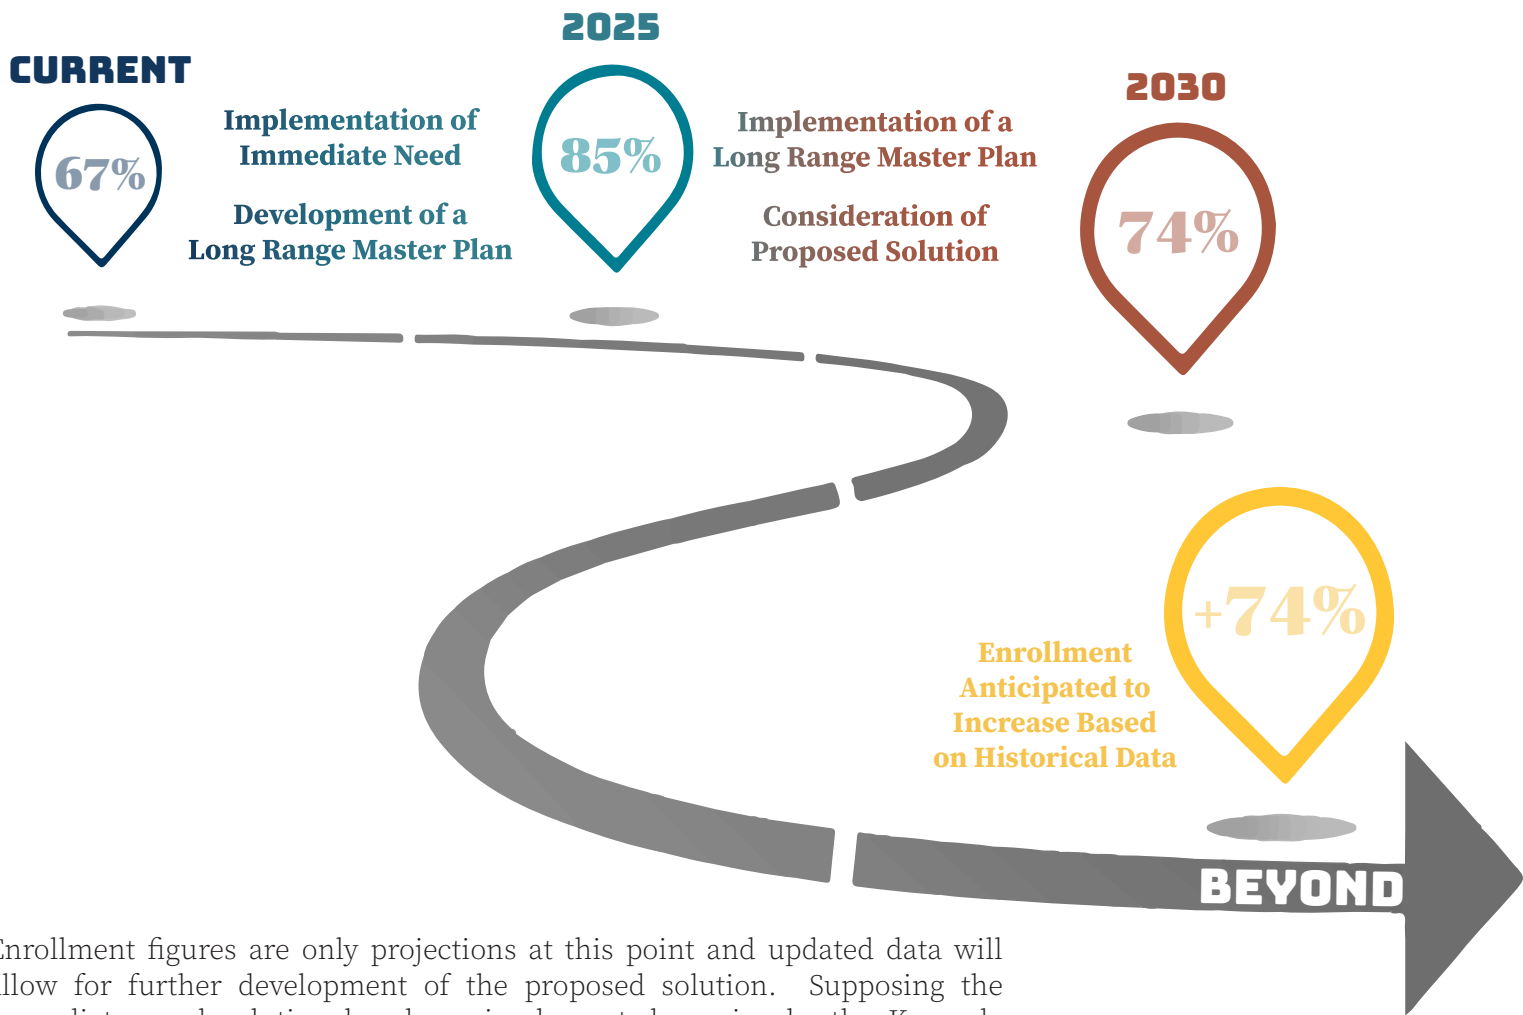 CURRENT
67%
Implementation of
Immediate Need
Development of a
Long Range Master Plan
2025
85%
Implementation of a
Long Range Master Plan
Consideration of
Proposed Solution
2030
74%
+74%
Enrollment
Anticipated to
Increase Based
on Historical Data
BEYOND
Enrollment figures are only projections at this point and updated data will
allow for further development of the proposed solution. Supposing the